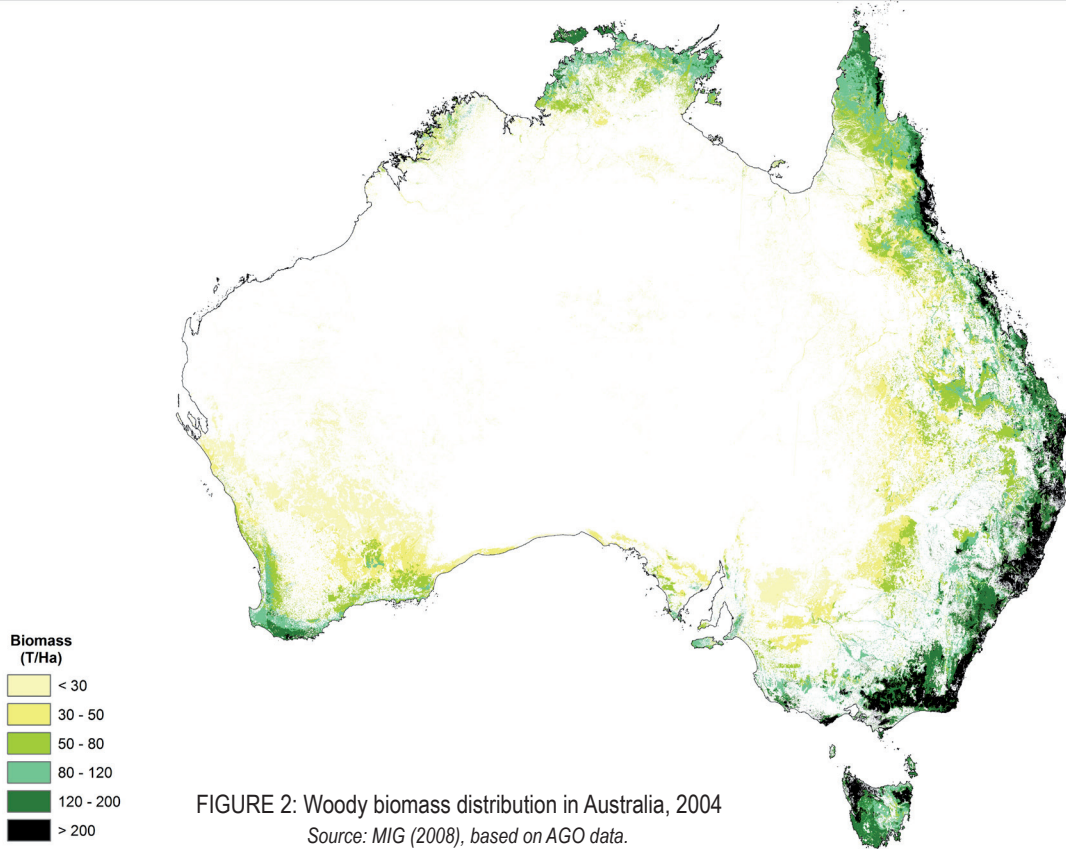 Biomass
(T/Ha)
< 30
30 - 50
50 - 80
80 - 120
120 - 200
> 200
FIGURE 2: Woody biomass distribution in Australia, 2004
Source: MIG (2008), based on AGO data.